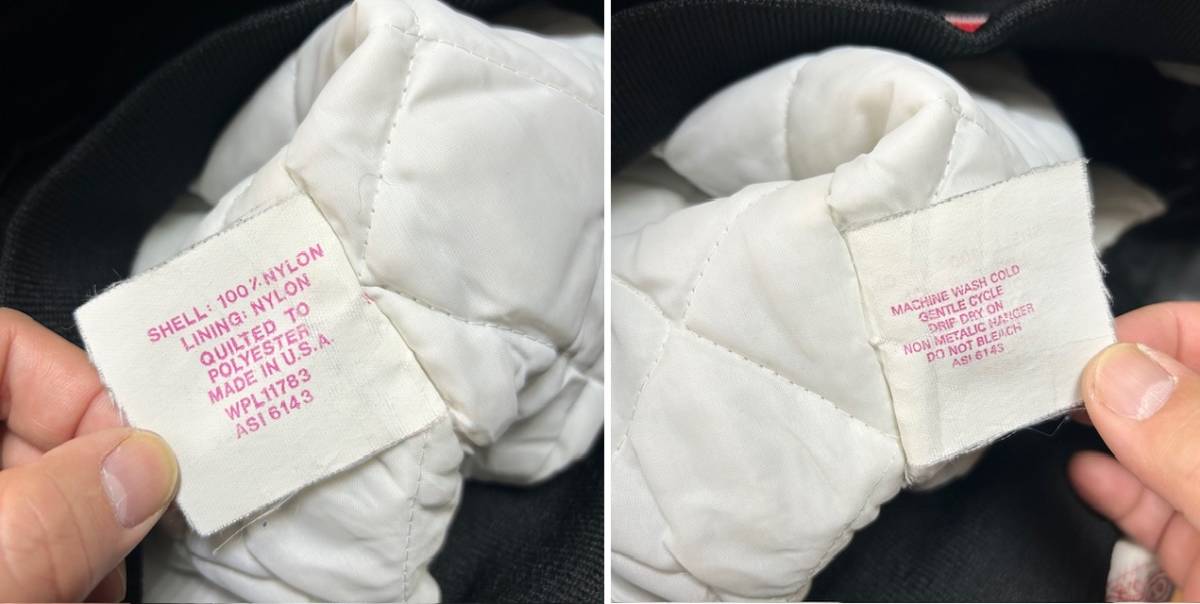 SHELL: 100% NYLON
LINING: NYLON
QUILTED TO
POLYESTER
MADE IN U.S.A.
WPL11783
ASI 6143
MACHINE WASH COLD
GENTLE CYCLE
DRIP DRY ON
NON METALIC HANGER
DO NOT BLEACH
ASI 6143